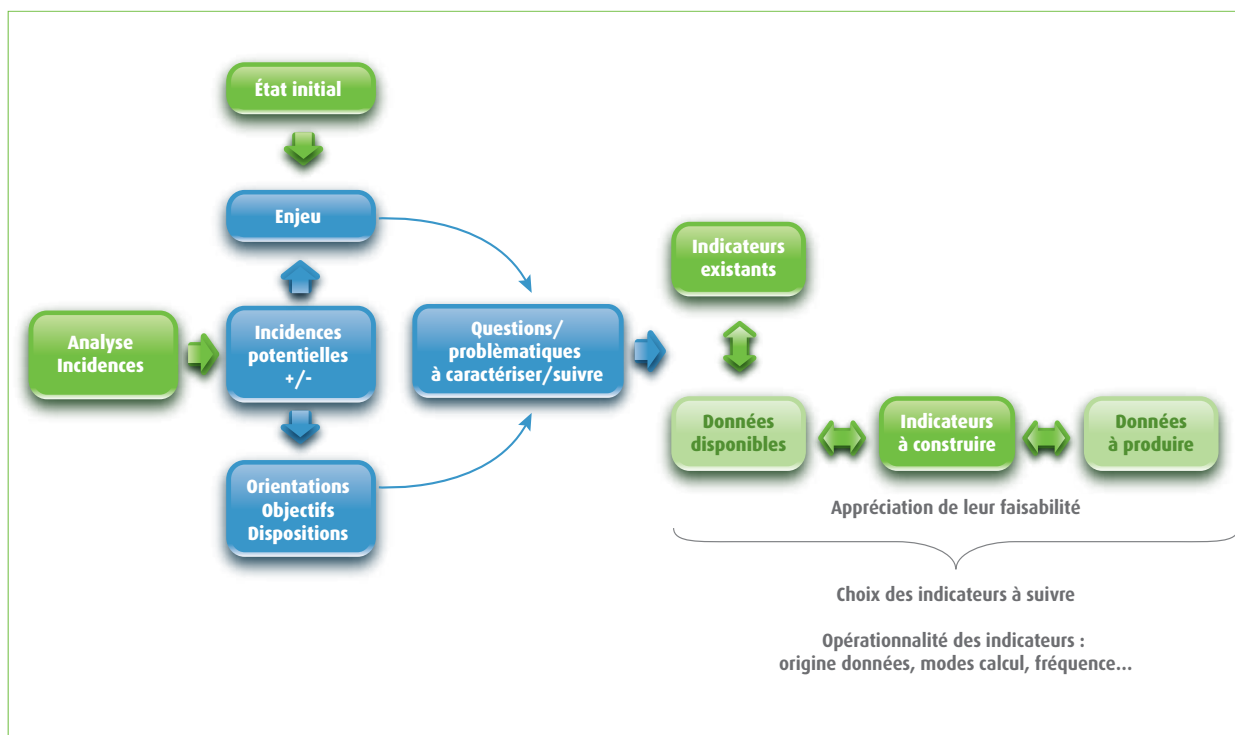 État initial
Enjeu
Analyse
Incidences
Incidences
potentielles
+/-
Orientations
Objectifs
Dispositions
Questions/
problèmatiques
à caractériser/suivre
Indicateurs
existants
Données
disponibles
Indicateurs
à construire
Données
à produire
Appréciation de leur faisabilité
Choix des indicateurs à suivre
Opérationnalité des indicateurs :
origine données, modes calcul, fréquence...